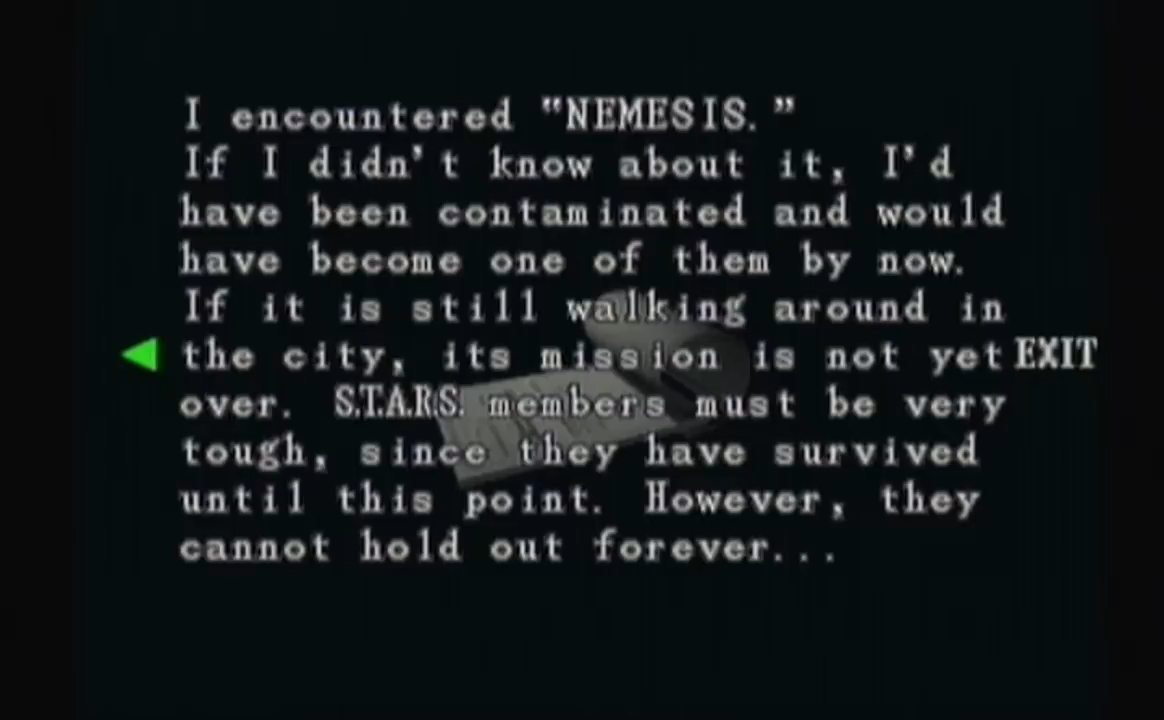 I encountered "NEMESIS."
If I didn't know about it, I'd
have been contaminated and would
have become one of them by now.
If it is still walking around in
the city, its mission is not yet EXIT
over. S.T.A.R.S. members must be very
tough, since they have survived
until this point. However, they
cannot hold out forever...